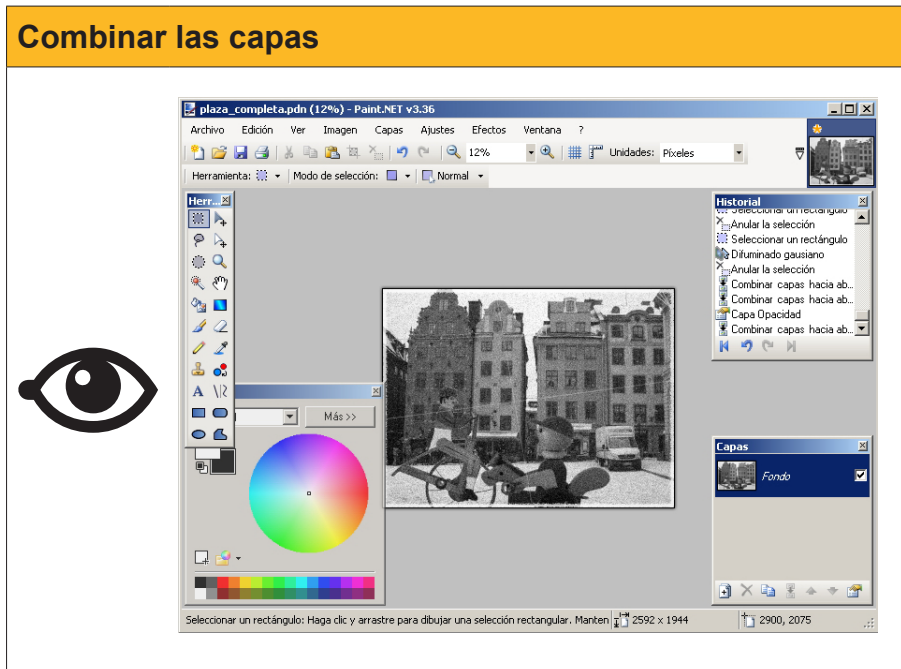 Combinar las capas
plaza_completa.pdn (12%) - Paint.NET v3.36
Archivo Edición Ver Imagen Capas Ajustes Efectos Ventana ?
12% Unidades: Píxeles
Herramienta: Modo de selección: Normal
Herr...
Historial
Seleccionar un rectángulo
Anular la selección
Seleccionar un rectángulo
Difuminado gausiano
Anular la selección
Combinar capas hacia ab...
Combinar capas hacia ab...
Capa Opacidad
Combinar capas hacia ab...
Más >>
Capas
Fondo
Seleccionar un rectángulo: Haga clic y arrastre para dibujar una selección rectangular. Manten 2592 x 1944 2900, 2075